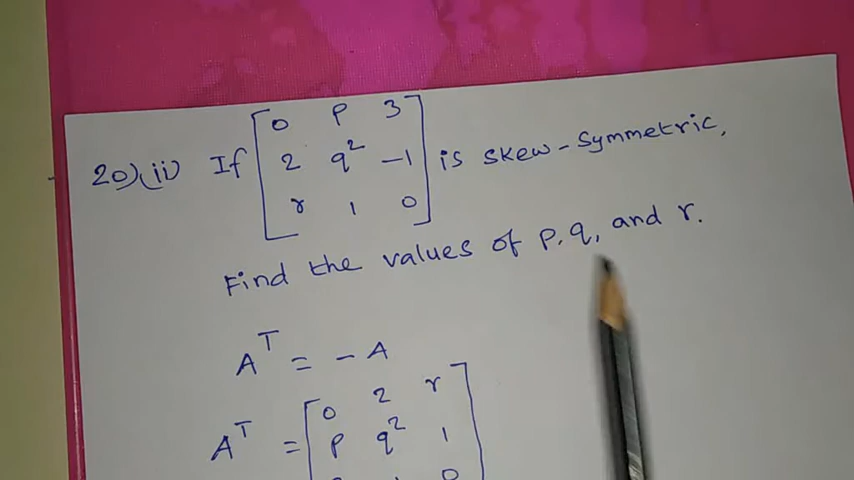 20)(ii) If [ 0 p 3
2 q² -1
r 1 0 ] is skew-symmetric,
Find the values of p, q, and r.
Aᵀ = - A
Aᵀ = [ 0 2 r
p q² 1
0